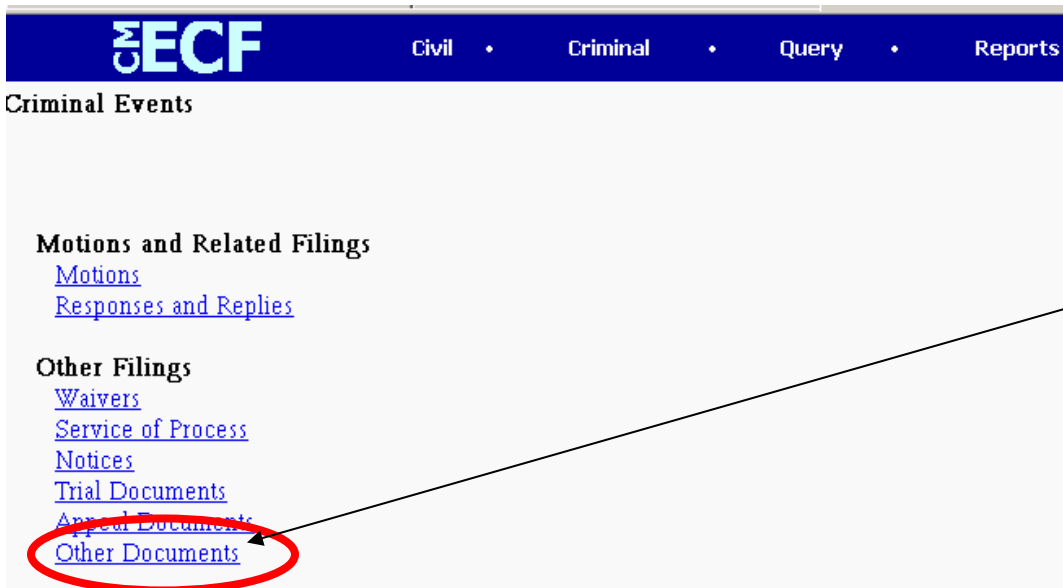 CM ECF Civil • Criminal • Query • Reports
Criminal Events
Motions and Related Filings
Motions
Responses and Replies
Other Filings
Waivers
Service of Process
Notices
Trial Documents
Appeal Documents
Other Documents